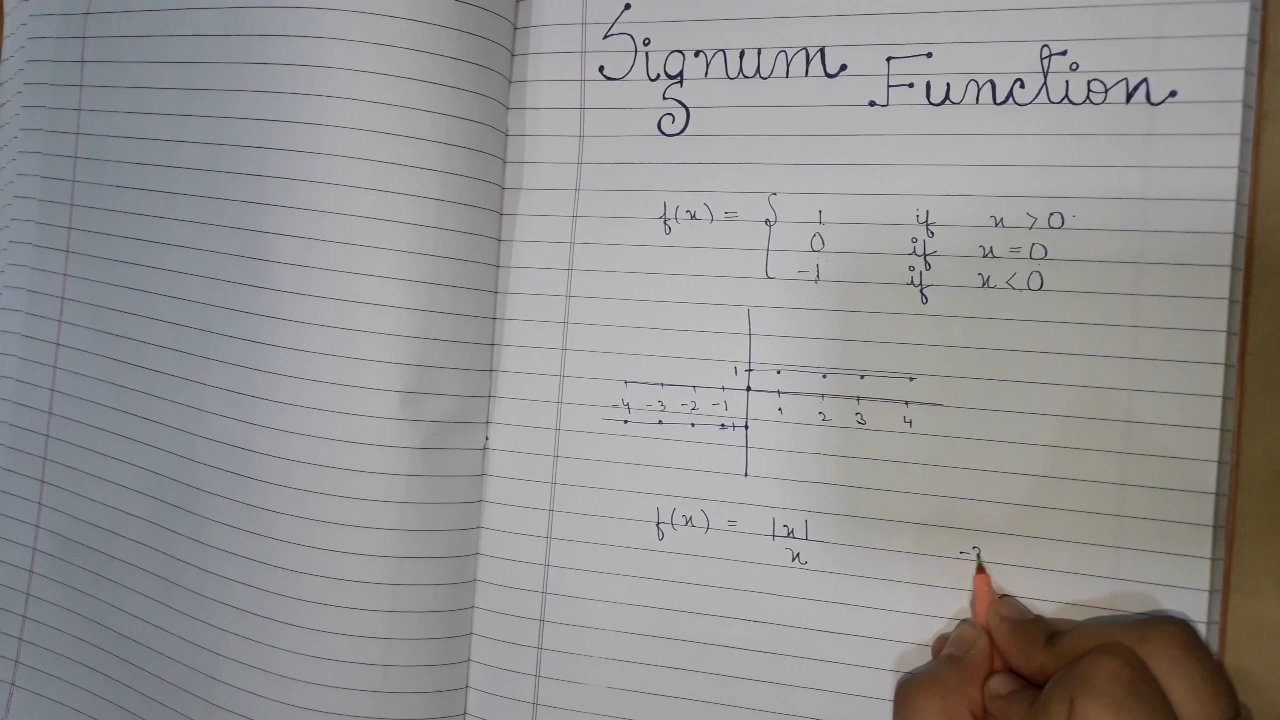 Signum Function
f(x) = { 1 if x > 0
0 if x = 0
-1 if x < 0
1
-4 -3 -2 -1 1 2 3 4
-1
f(x) = |x|
x